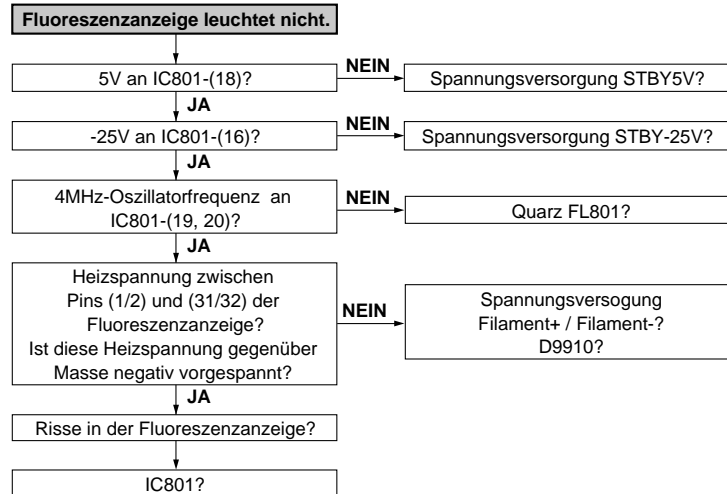 Fluoreszenzanzeige leuchtet nicht.
5V an IC801-(18)?
NEIN
Spannungsversorgung STBY5V?
JA
-25V an IC801-(16)?
NEIN
Spannungsversorgung STBY-25V?
JA
4MHz-Oszillatorfrequenz an
IC801-(19, 20)?
NEIN
Quarz FL801?
JA
Heizspannung zwischen
Pins (1/2) und (31/32) der
Fluoreszenzanzeige?
Ist diese Heizspannung gegenüber
Masse negativ vorgespannt?
NEIN
Spannungsversogung
Filament+ / Filament-?
D9910?
JA
Risse in der Fluoreszenzanzeige?
IC801?